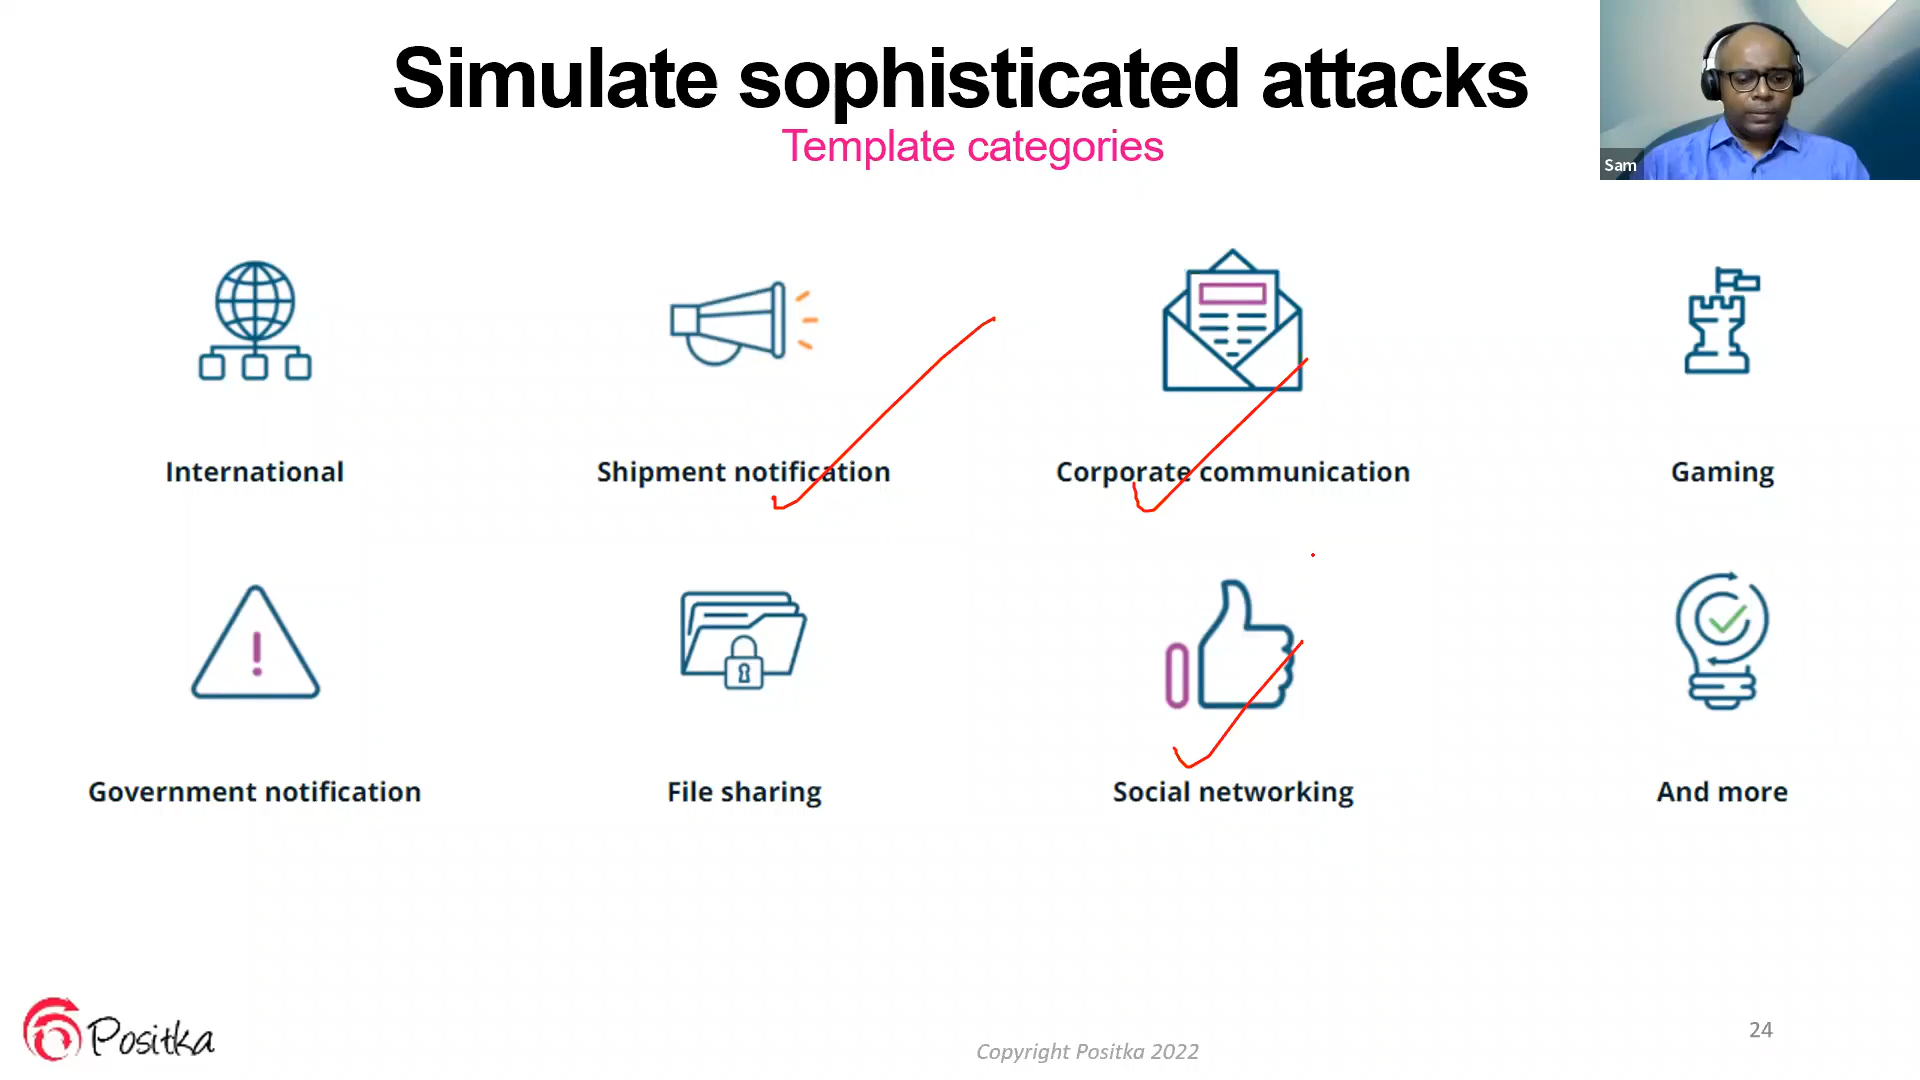 Simulate sophisticated attacks
Template categories
Sam
International
Shipment notification
Corporate communication
Gaming
Government notification
File sharing
Social networking
And more
Positka
Copyright Positka 2022
24